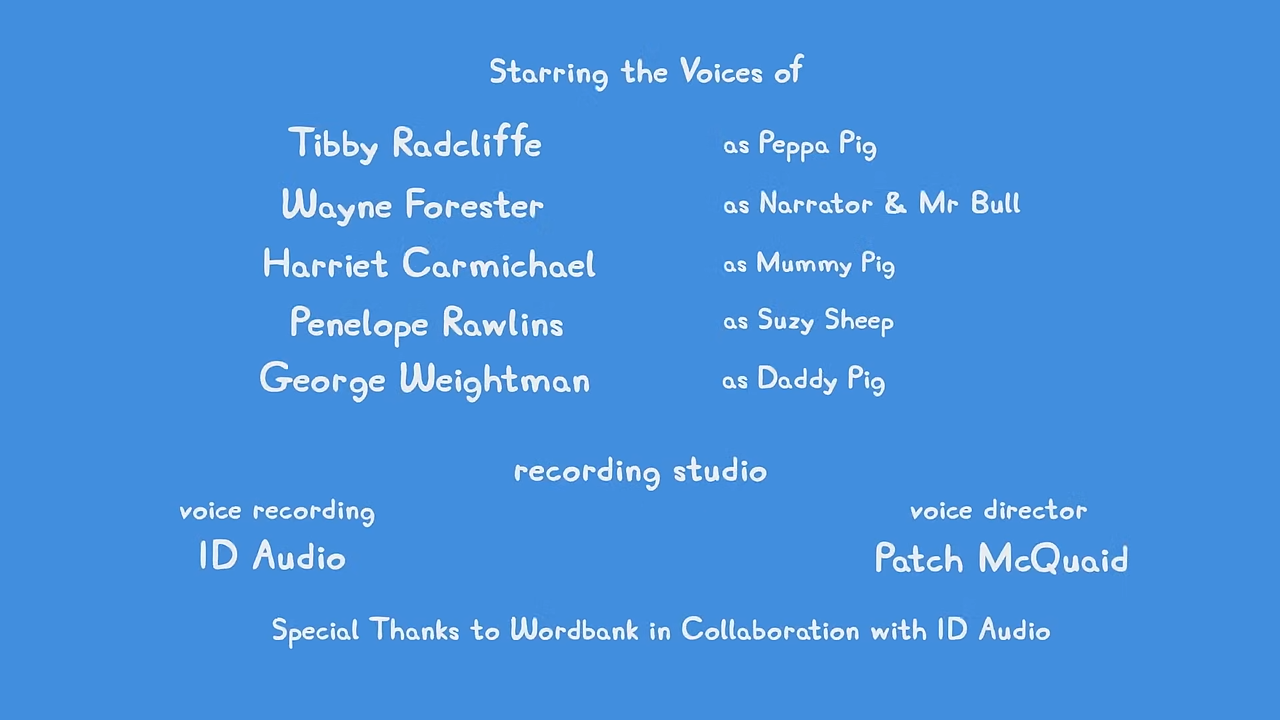 Starring the Voices of
Tibby Radcliffe as Peppa Pig
Wayne Forester as Narrator & Mr Bull
Harriet Carmichael as Mummy Pig
Penelope Rawlins as Suzy Sheep
George Weightman as Daddy Pig
recording studio
voice recording voice director
ID Audio Patch McQuaid
Special Thanks to Wordbank in Collaboration with ID Audio